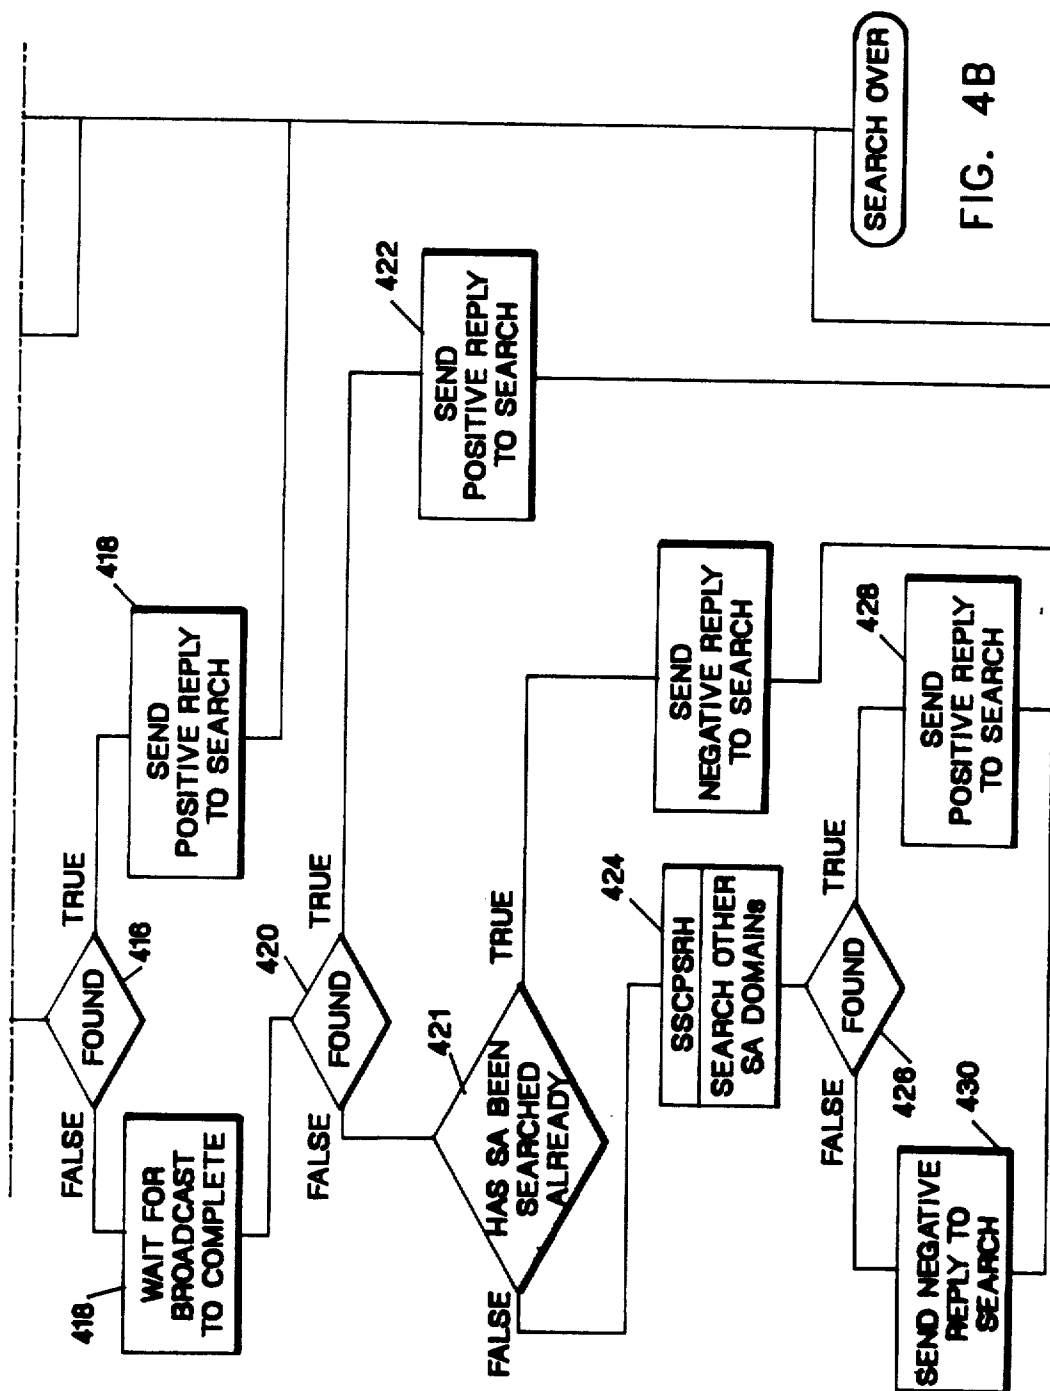 FOUND
416
TRUE
FALSE
SEND
POSITIVE REPLY
TO SEARCH
418
WAIT FOR
BROADCAST
TO COMPLETE
418
FOUND
420
TRUE
FALSE
SEND
POSITIVE REPLY
TO SEARCH
422
HAS SA BEEN
SEARCHED
ALREADY
421
TRUE
FALSE
SEND
NEGATIVE REPLY
TO SEARCH
SSCPSRH
SEARCH OTHER
SA DOMAINs
424
FOUND
426
TRUE
FALSE
SEND
POSITIVE REPLY
TO SEARCH
428
SEND NEGATIVE
REPLY TO
SEARCH
430
SEARCH OVER
FIG. 4B